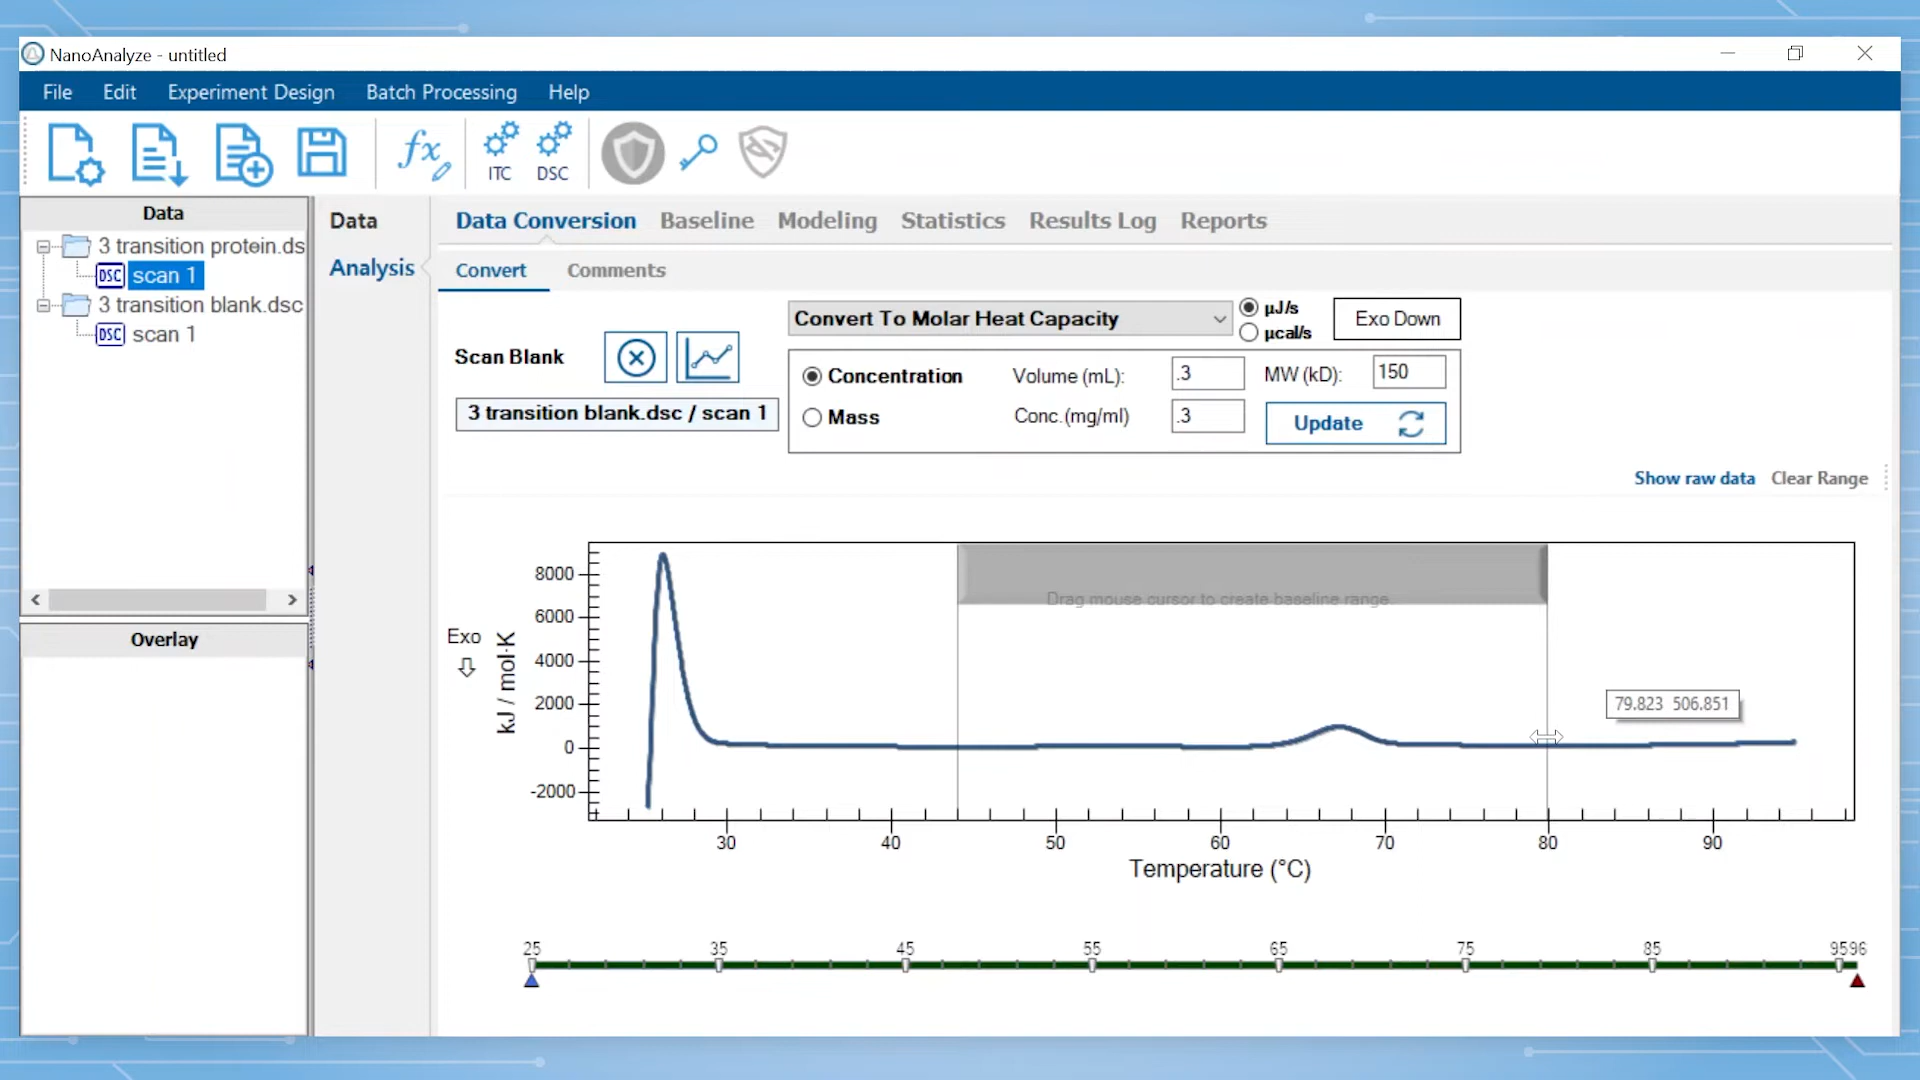 NanoAnalyze - untitled
File Edit Experiment Design Batch Processing Help
ITC DSC
Data
3 transition protein.ds
DSC scan 1
3 transition blank.dsc
DSC scan 1
Overlay
Data
Analysis
Data Conversion Baseline Modeling Statistics Results Log Reports
Convert Comments
Scan Blank
3 transition blank.dsc / scan 1
Convert To Molar Heat Capacity
µJ/s
µcal/s
Exo Down
Concentration Volume (mL): .3 MW (kD): 150
Mass Conc.(mg/ml) .3 Update
Show raw data Clear Range
Drag mouse cursor to create baseline range
Exo
kJ / mol·K
8000
6000
4000
2000
0
-2000
79.823 506.851
30 40 50 60 70 80 90
Temperature (°C)
25 35 45 55 65 75 85 95 96